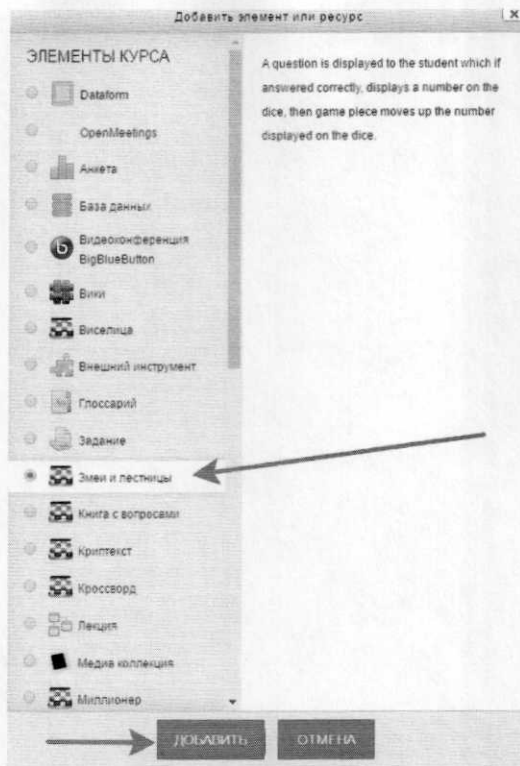 Добавить элемент или ресурс
x
ЭЛЕМЕНТЫ КУРСА
Dataform
OpenMeetings
Анкета
База данных
Видеоконференция
BigBlueButton
Вики
Виселица
Внешний инструмент
Глоссарий
Задание
Змеи и лестницы
Книга с вопросами
Криптекст
Кроссворд
Лекция
Медиа коллекция
Миллионер
A question is displayed to the student which if
answered correctly, displays a number on the
dice, then game piece moves up the number
displayed on the dice.
ДОБАВИТЬ
ОТМЕНА